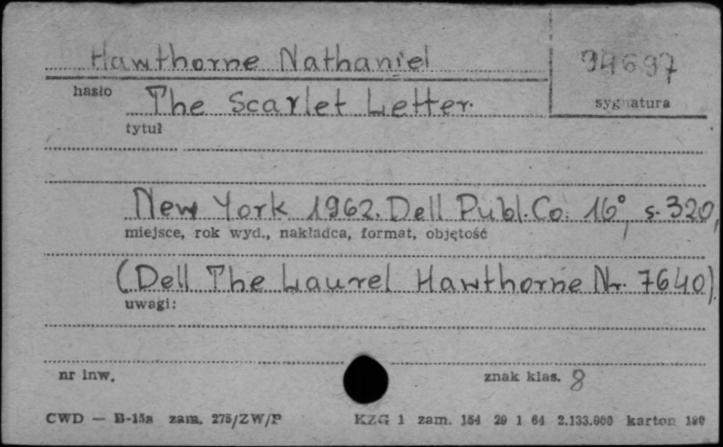 Hawthorne Nathaniel
hasło
94697
sygnatura
The Scarlet Letter.
tytuł
New York 1962. Dell Publ. Co. 16°, s. 320,
miejsce, rok wyd., nakładca, format, objętość
(Dell The Laurel Hawthorne Nr. 7640).
uwagi:
nr inw.
znak klas. 8
CWD — B-15a zam. 275/ZW/P
KZG 1 zam. 154 29 1 64 2.133.000 karton